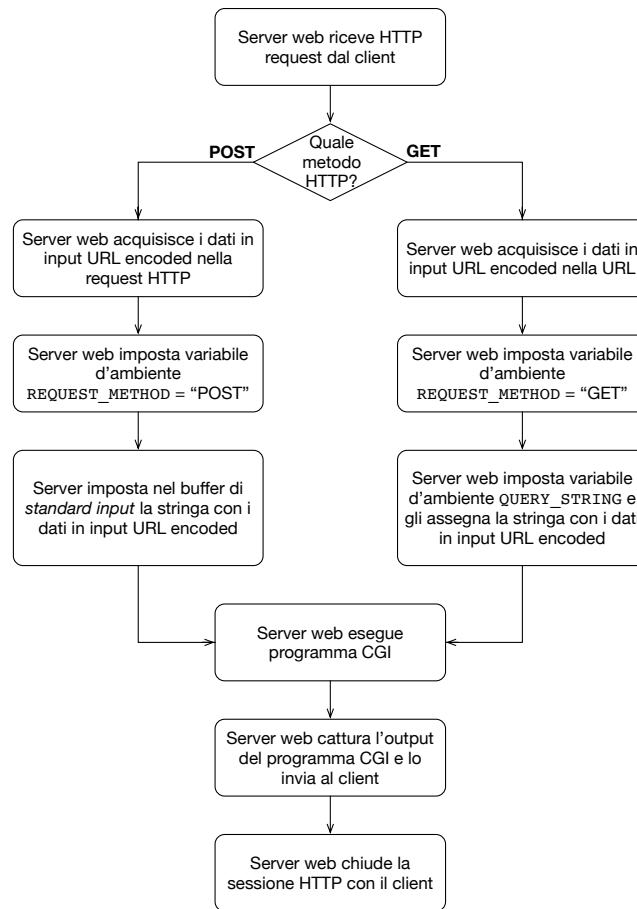 Server web riceve HTTP
request dal client
Quale
metodo
HTTP?
POST
GET
Server web acquisisce i dati in
input URL encoded nella
request HTTP
Server web acquisisce i dati in
input URL encoded nella URL
Server web imposta variabile
d'ambiente
REQUEST_METHOD = “POST”
Server web imposta variabile
d'ambiente
REQUEST_METHOD = “GET”
Server imposta nel buffer di
standard input la stringa con i
dati in input URL encoded
Server web imposta variabile
d'ambiente QUERY_STRING e
gli assegna la stringa con i dati
in input URL encoded
Server web esegue
programma CGI
Server web cattura l'output
del programma CGI e lo
invia al client
Server web chiude la
sessione HTTP con il client